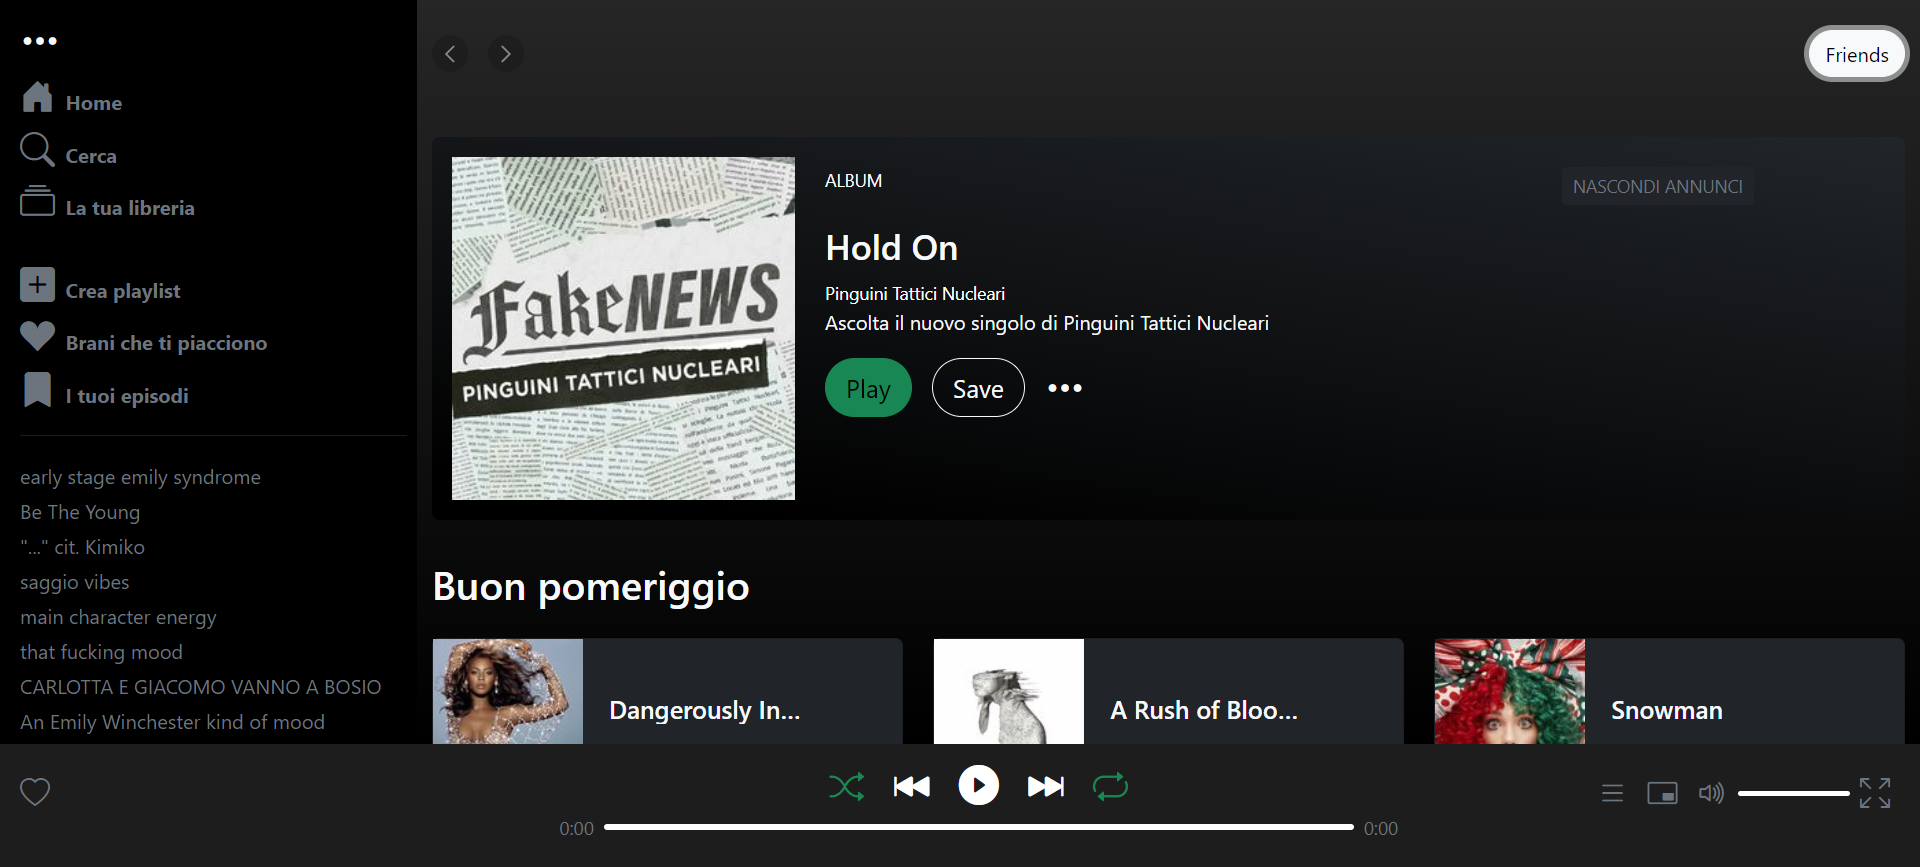 Home
Cerca
La tua libreria
Crea playlist
Brani che ti piacciono
I tuoi episodi
early stage emily syndrome
Be The Young
"..." cit. Kimiko
saggio vibes
main character energy
that fucking mood
CARLOTTA E GIACOMO VANNO A BOSIO
An Emily Winchester kind of mood
Friends
FakeNEWS
PINGUINI TATTICI NUCLEARI
ALBUM
NASCONDI ANNUNCI
Hold On
Pinguini Tattici Nucleari
Ascolta il nuovo singolo di Pinguini Tattici Nucleari
Play
Save
Buon pomeriggio
Dangerously In...
A Rush of Bloo...
Snowman
0:00
0:00